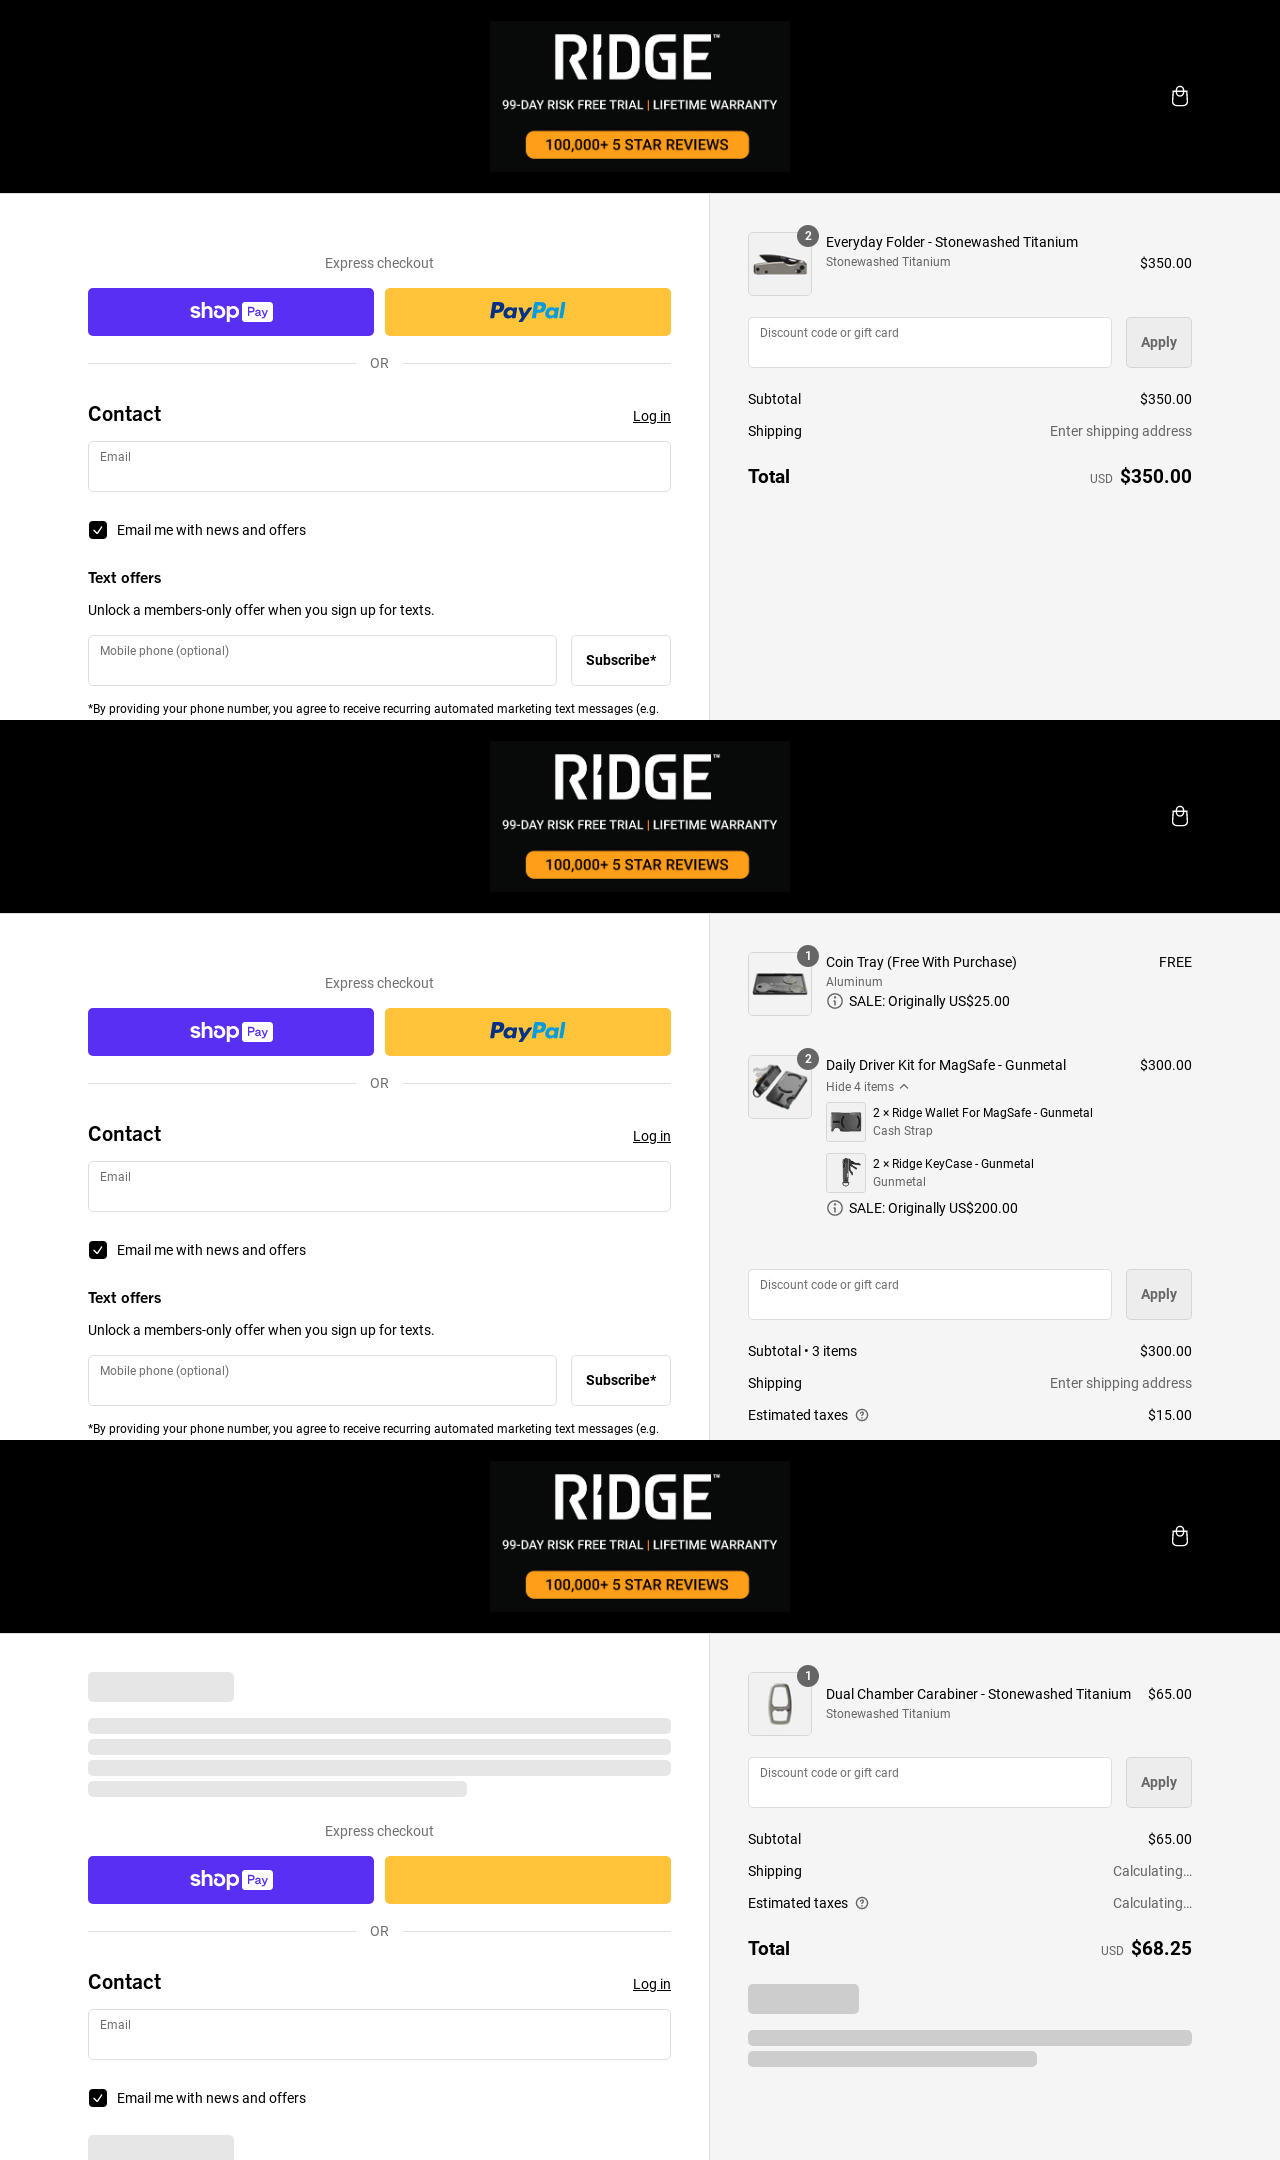 RIDGE™
99-DAY RISK FREE TRIAL | LIFETIME WARRANTY
100,000+ 5 STAR REVIEWS
Express checkout
shop Pay
PayPal
OR
Contact
Log in
Email
Email me with news and offers
Text offers
Unlock a members-only offer when you sign up for texts.
Mobile phone (optional)
Subscribe*
*By providing your phone number, you agree to receive recurring automated marketing text messages (e.g.
2
Everyday Folder - Stonewashed Titanium
Stonewashed Titanium
$350.00
Discount code or gift card
Apply
Subtotal
$350.00
Shipping
Enter shipping address
Total
USD $350.00
RIDGE™
99-DAY RISK FREE TRIAL | LIFETIME WARRANTY
100,000+ 5 STAR REVIEWS
Express checkout
shop Pay
PayPal
OR
Contact
Log in
Email
Email me with news and offers
Text offers
Unlock a members-only offer when you sign up for texts.
Mobile phone (optional)
Subscribe*
*By providing your phone number, you agree to receive recurring automated marketing text messages (e.g.
1
Coin Tray (Free With Purchase)
FREE
Aluminum
SALE: Originally US$25.00
2
Daily Driver Kit for MagSafe - Gunmetal
$300.00
Hide 4 items
2 × Ridge Wallet For MagSafe - Gunmetal
Cash Strap
2 × Ridge KeyCase - Gunmetal
Gunmetal
SALE: Originally US$200.00
Discount code or gift card
Apply
Subtotal • 3 items
$300.00
Shipping
Enter shipping address
Estimated taxes
$15.00
RIDGE™
99-DAY RISK FREE TRIAL | LIFETIME WARRANTY
100,000+ 5 STAR REVIEWS
Express checkout
shop Pay
OR
Contact
Log in
Email
Email me with news and offers
1
Dual Chamber Carabiner - Stonewashed Titanium
$65.00
Stonewashed Titanium
Discount code or gift card
Apply
Subtotal
$65.00
Shipping
Calculating...
Estimated taxes
Calculating...
Total
USD $68.25